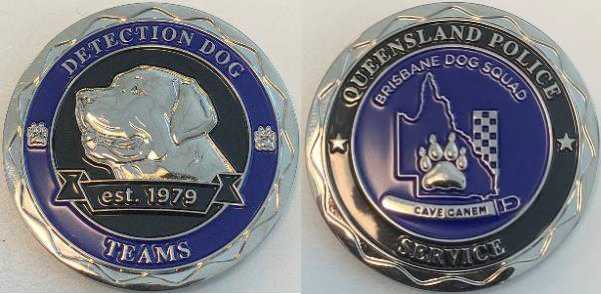 DETECTION DOG
est. 1979
TEAMS
QUEENSLAND POLICE
BRISBANE DOG SQUAD
CAVE CANEM
SERVICE